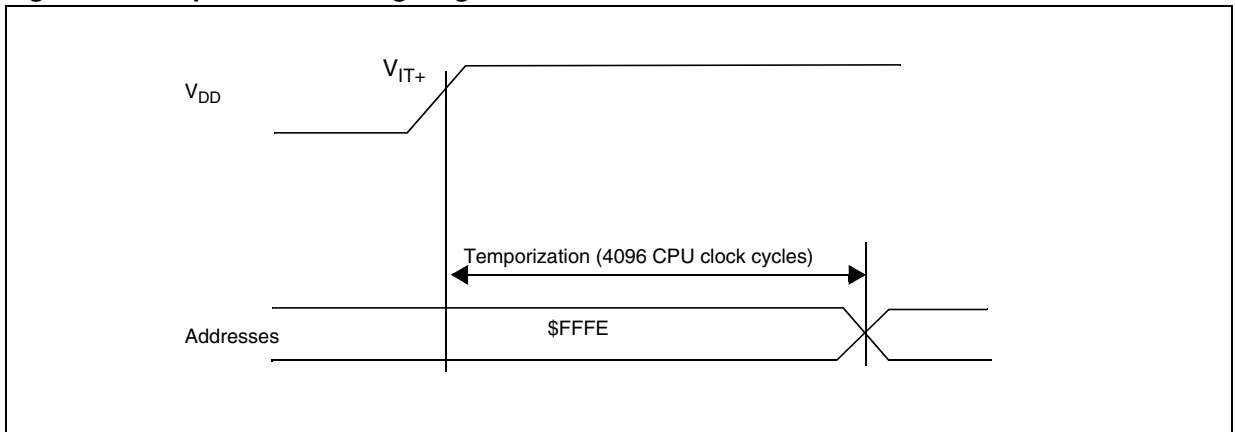 V_IT+
V_DD
Temporization (4096 CPU clock cycles)
$FFFE
Addresses